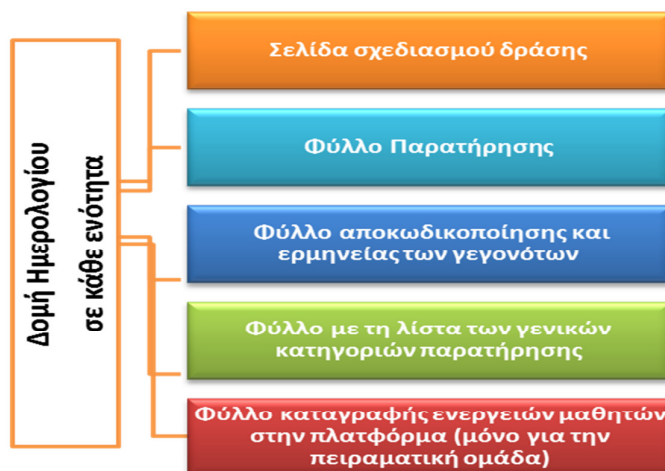 Δομή Ημερολογίου
σε κάθε ενότητα
Σελίδα σχεδιασμού δράσης
Φύλλο Παρατήρησης
Φύλλο αποκωδικοποίησης και
ερμηνείας των γεγονότων
Φύλλο με τη λίστα των γενικών
κατηγοριών παρατήρησης
Φύλλο καταγραφής ενεργειών μαθητών
στην πλατφόρμα (μόνο για την
πειραματική ομάδα)